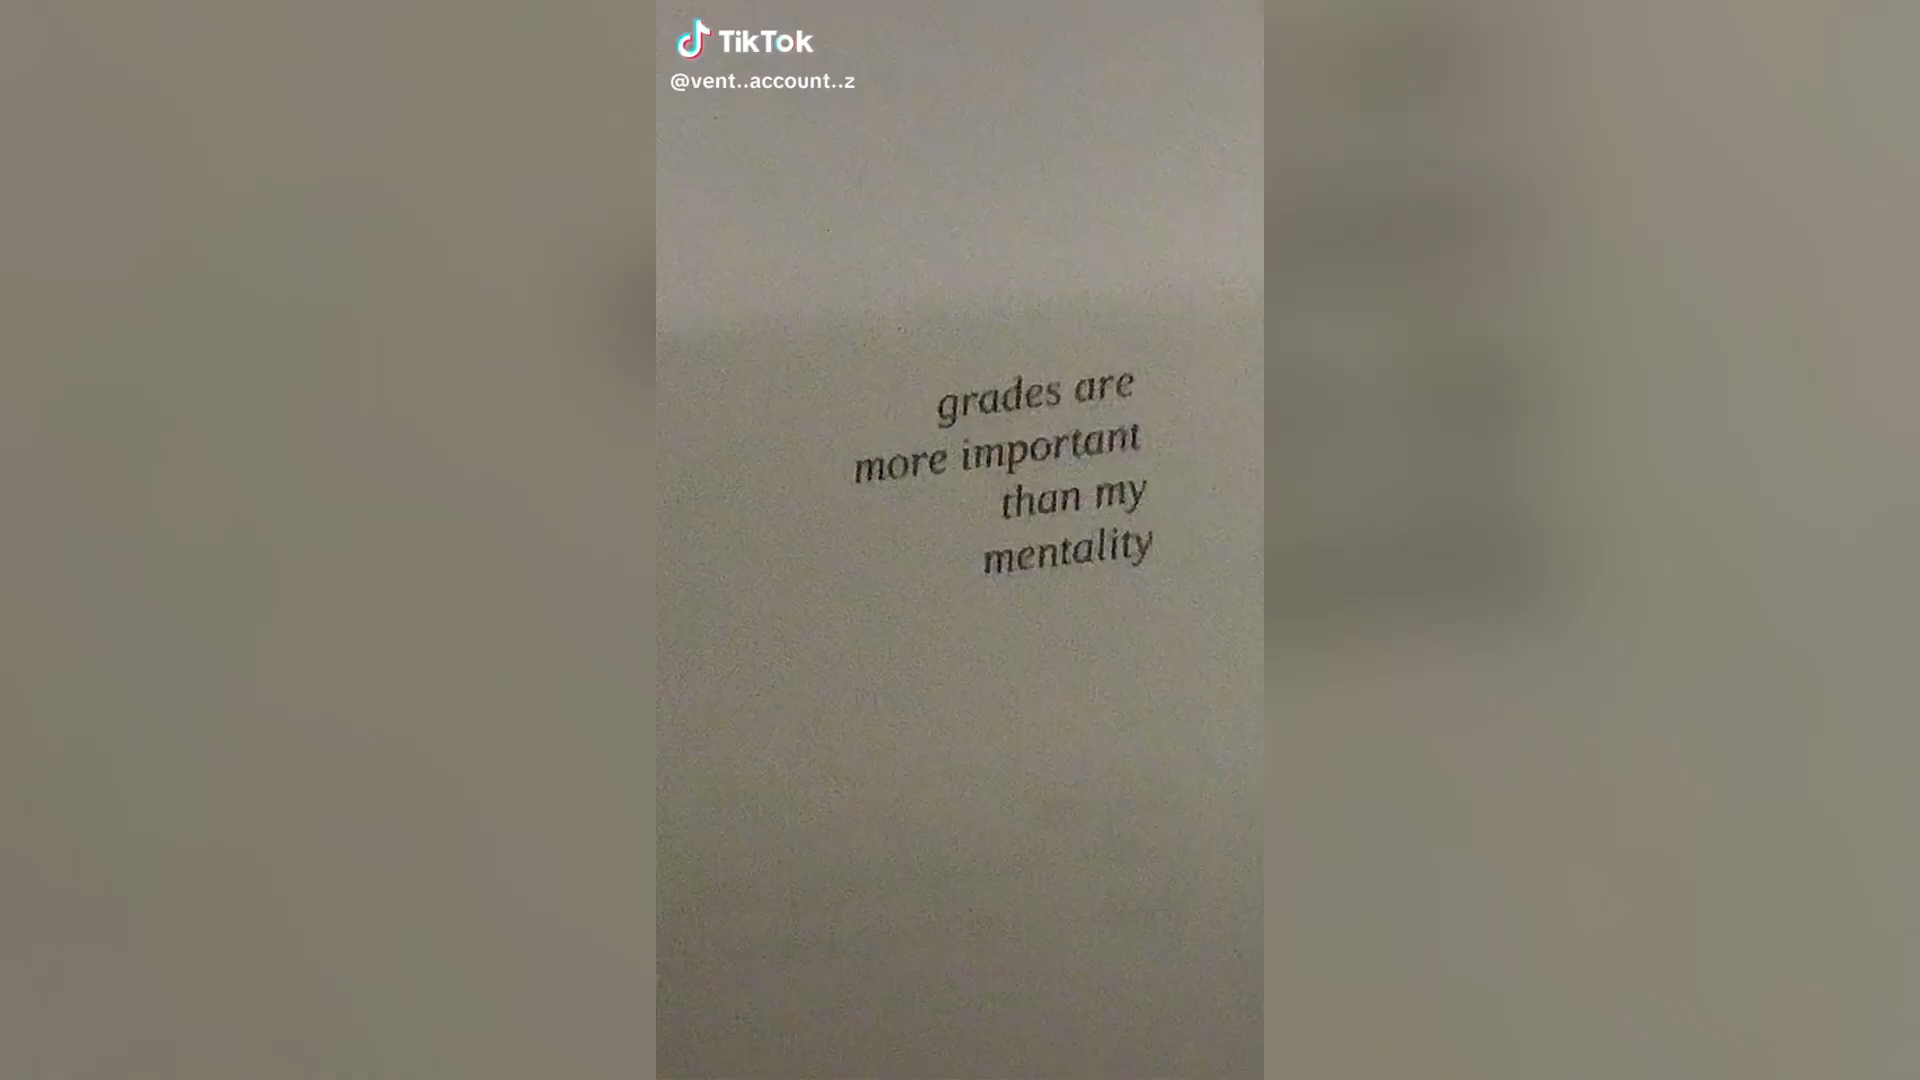 TikTok
@vent..account..z
grades are
more important
than my
mentality